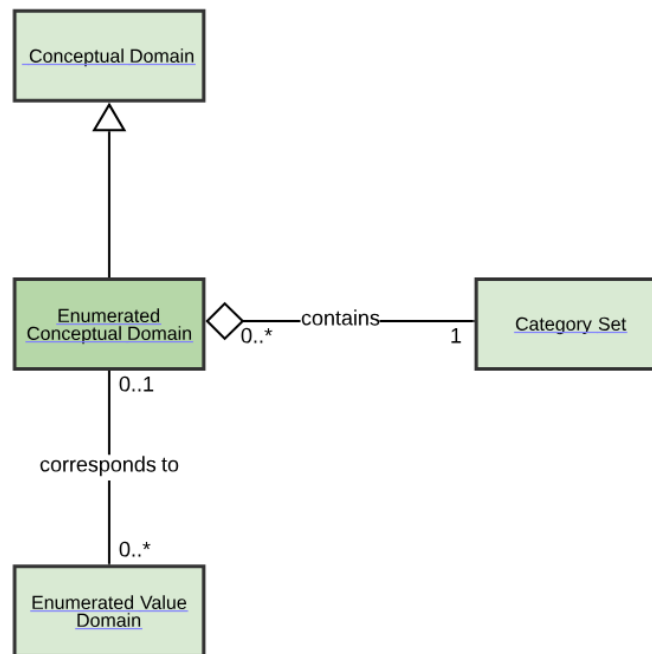 Conceptual Domain
Enumerated
Conceptual Domain
contains
0..*
1
Category Set
0..1
corresponds to
0..*
Enumerated Value
Domain